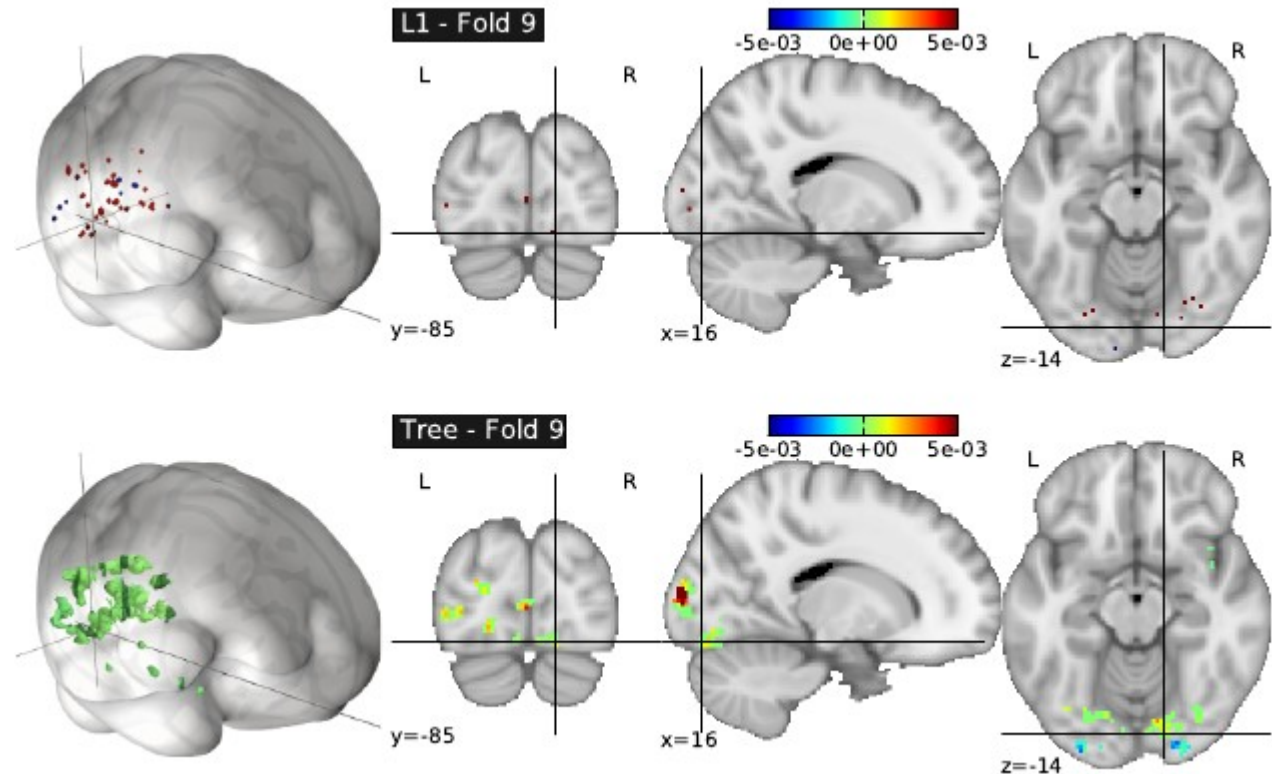 L1 - Fold 9
-5e-03 0e+00 5e-03
L R L R
y=-85 x=16 z=-14
Tree - Fold 9
-5e-03 0e+00 5e-03
L R L R
y=-85 x=16 z=-14